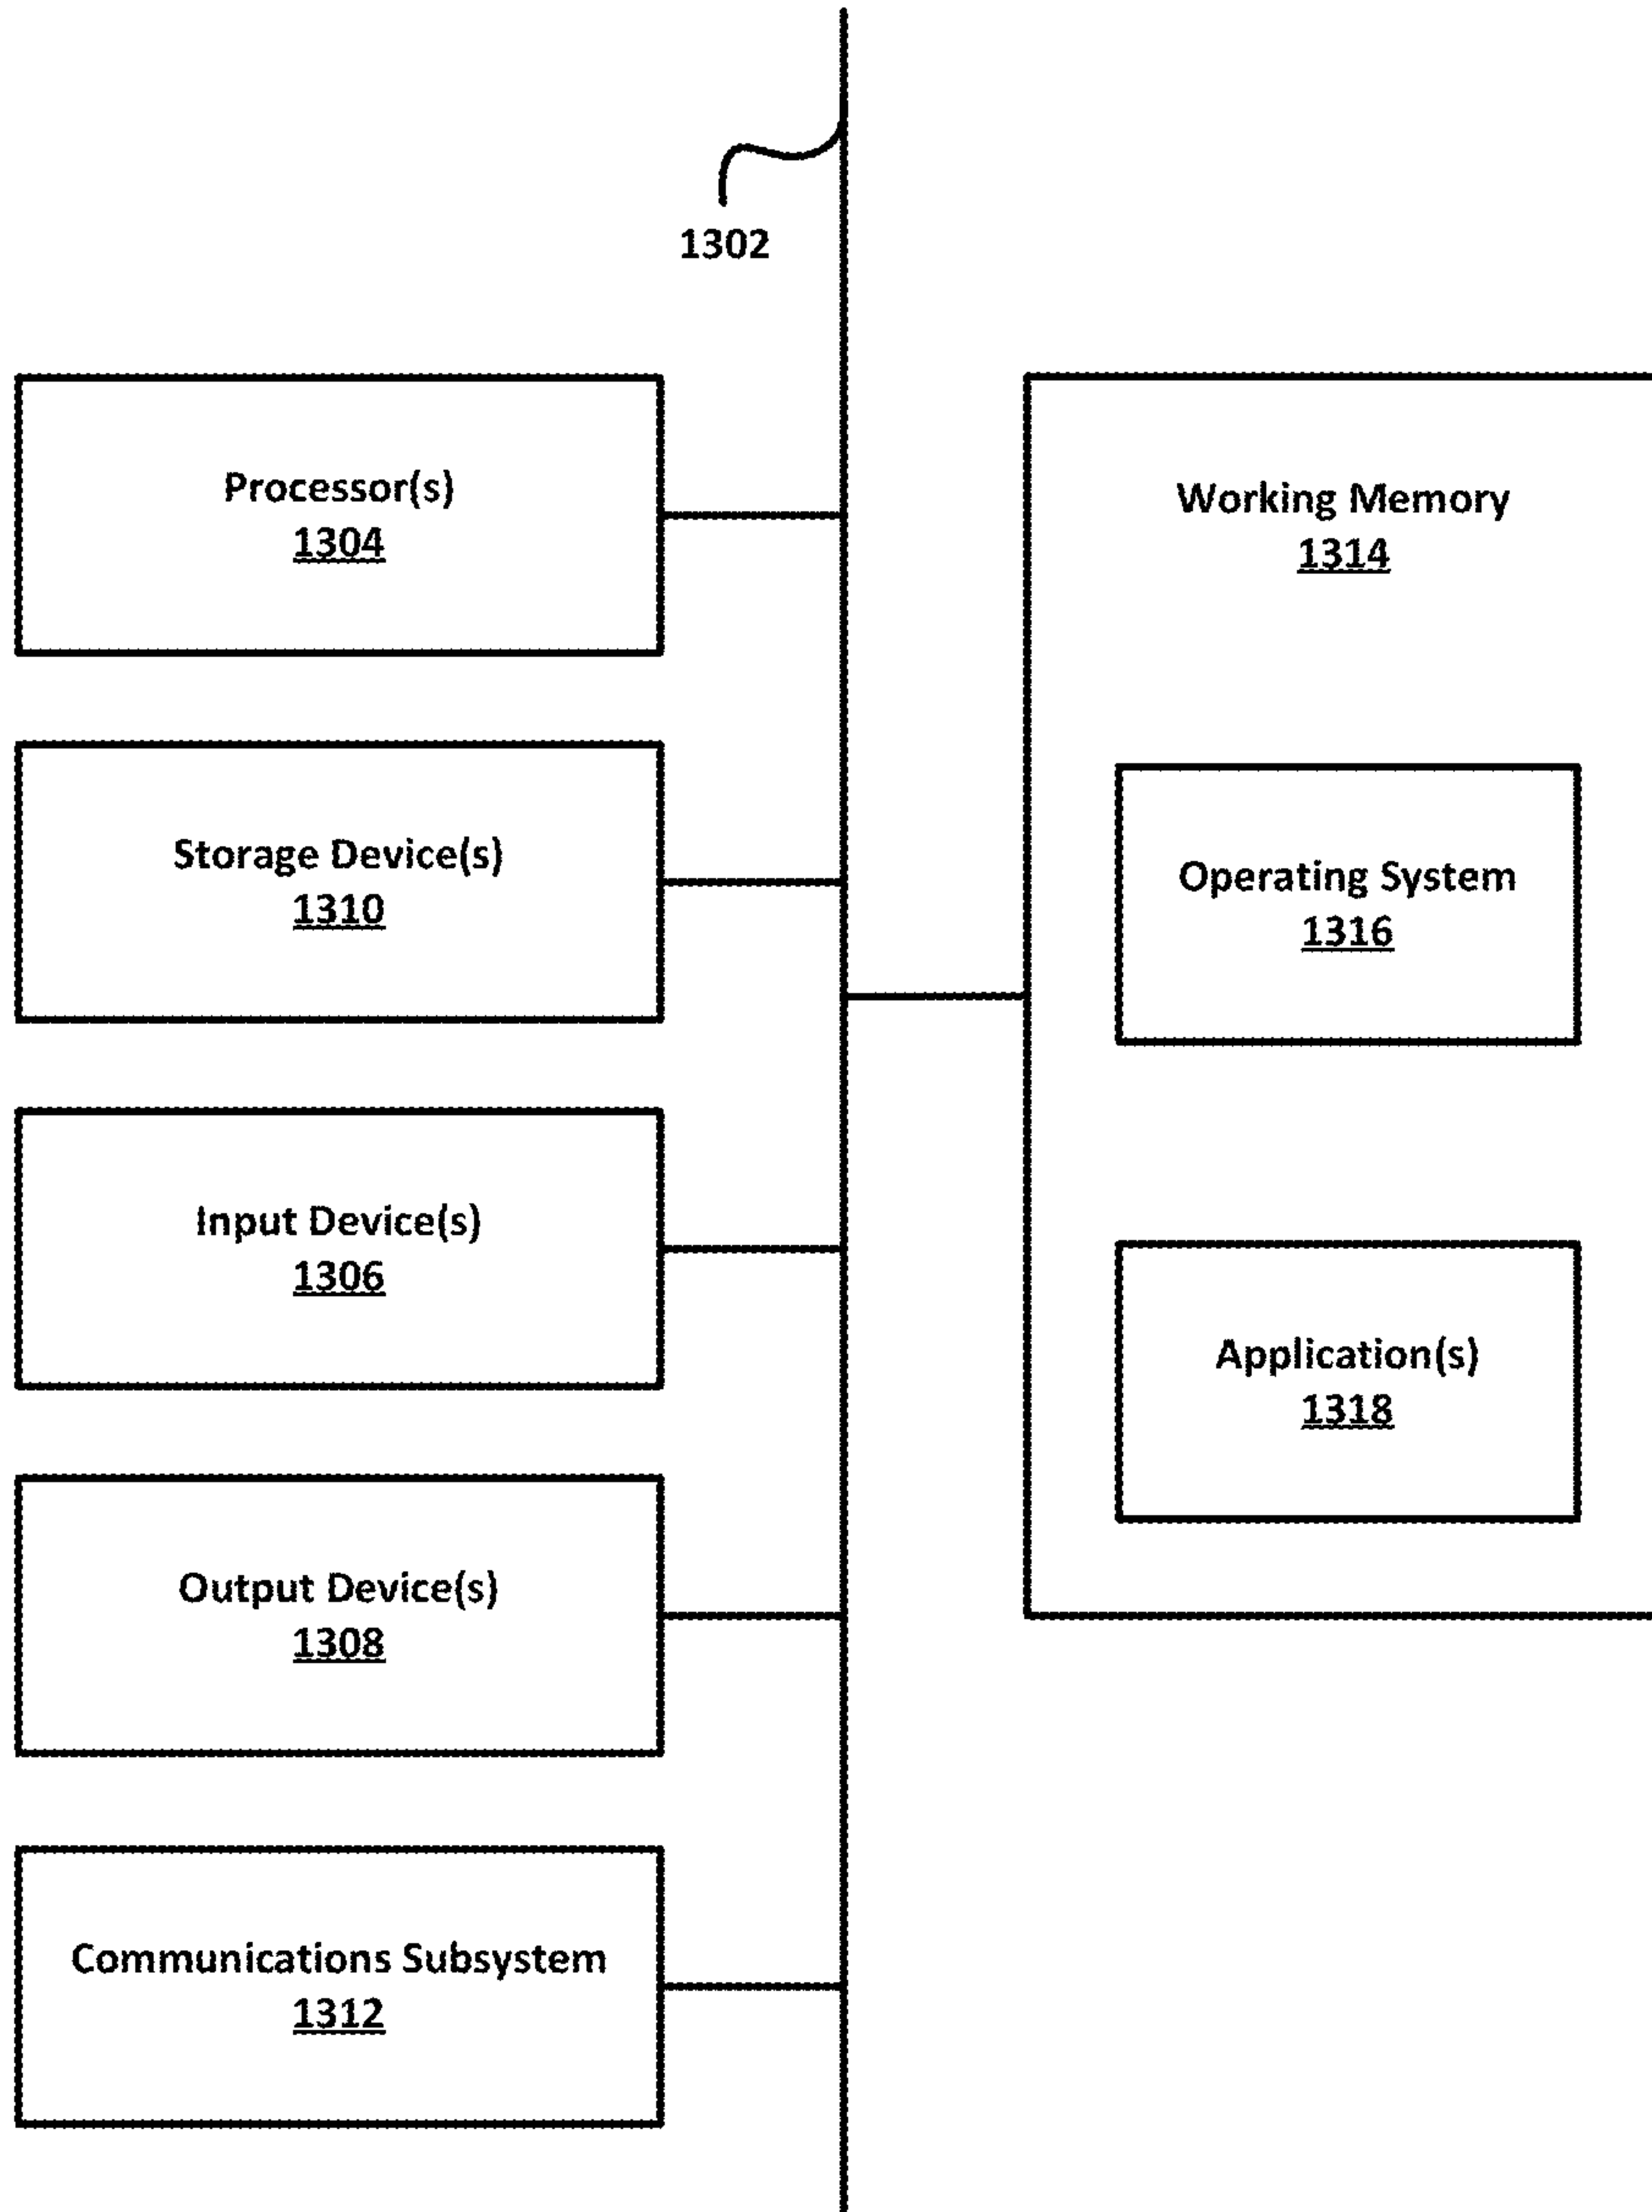 1302
Processor(s)
1304
Storage Device(s)
1310
Input Device(s)
1306
Output Device(s)
1308
Communications Subsystem
1312
Working Memory
1314
Operating System
1316
Application(s)
1318